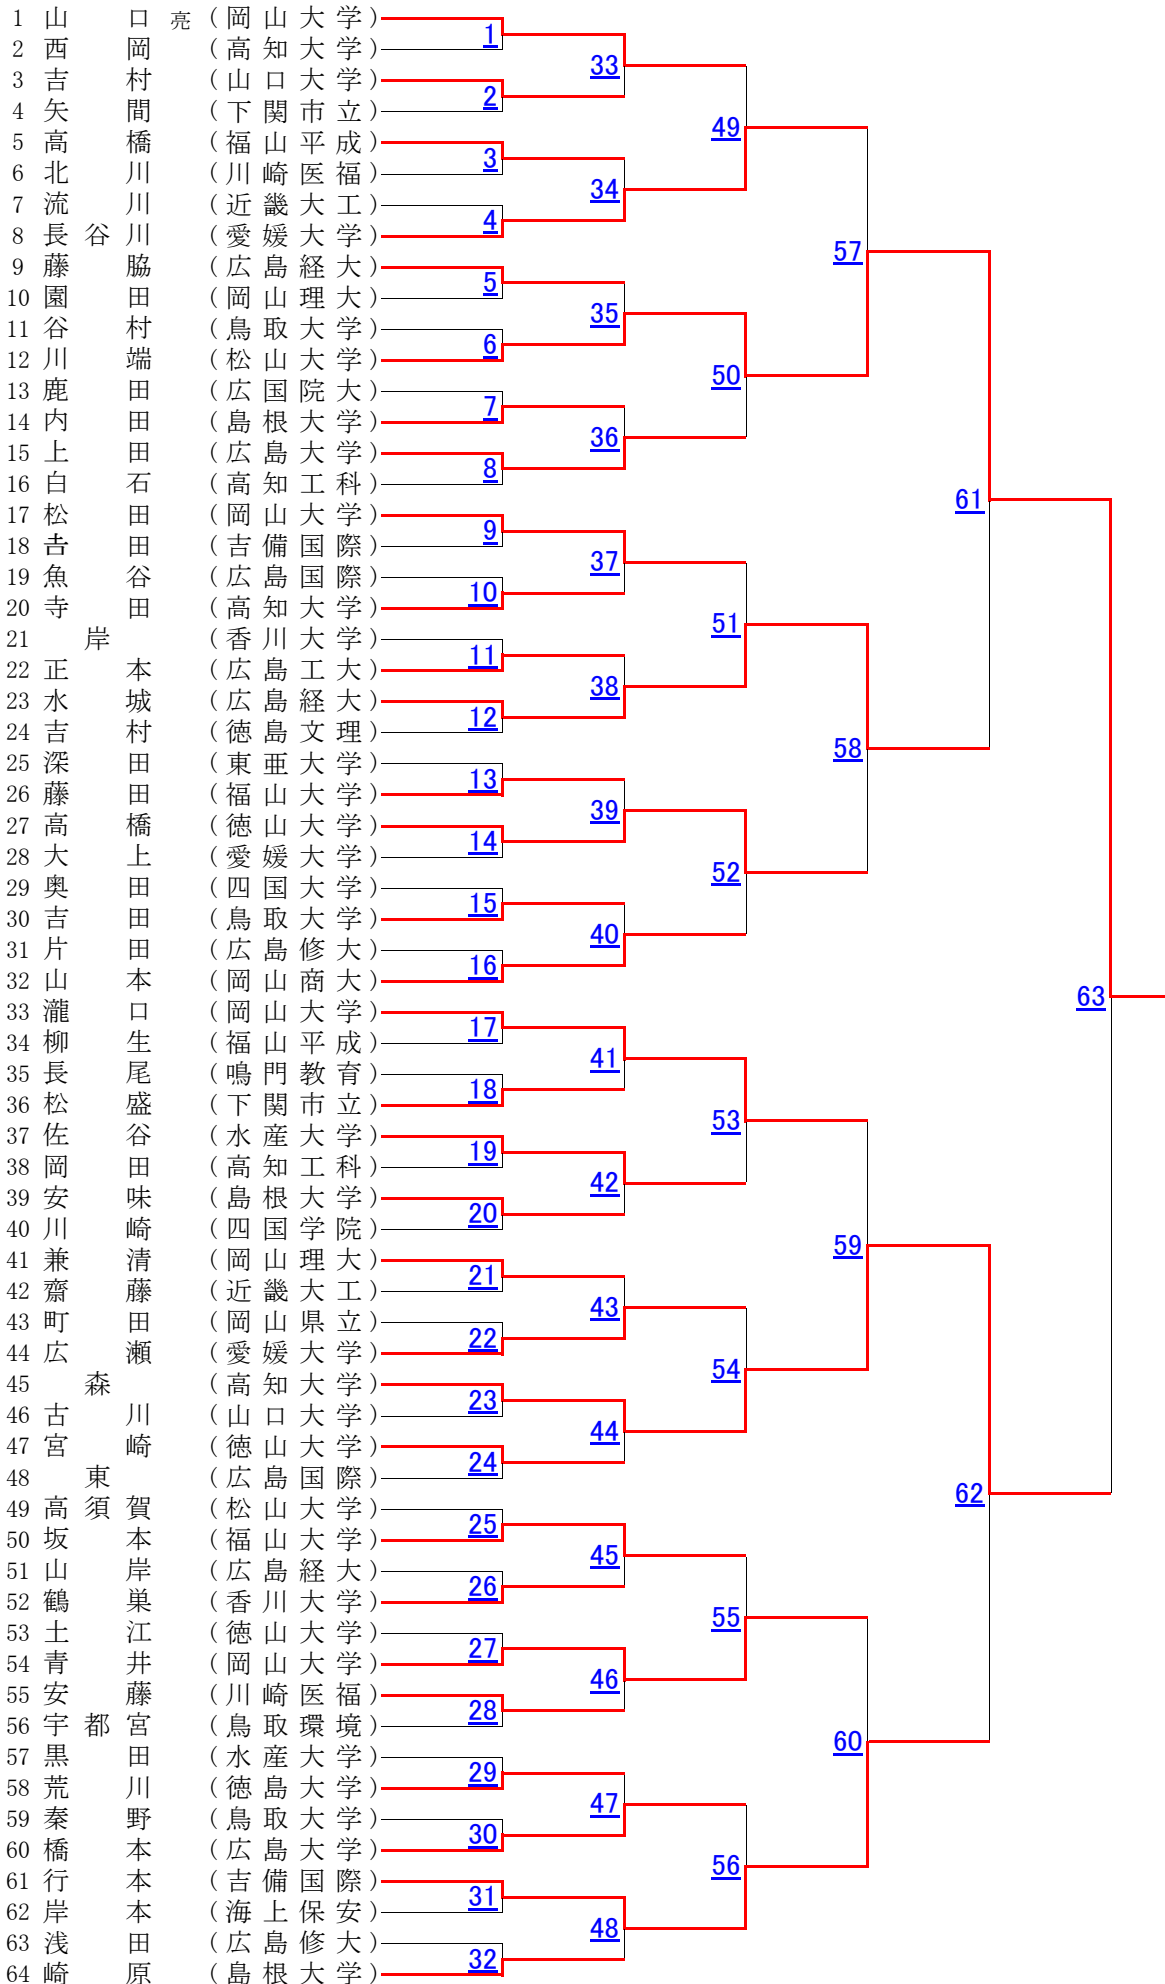 1 山口亮 (岡山大学)
2 西岡 (高知大学)
1
3 吉村 (山口大学)
33
4 矢間 (下関市立)
2
5 高橋 (福山平成)
49
6 北川 (川崎医福)
3
7 流川 (近畿大工)
34
8 長谷川 (愛媛大学)
4
9 藤脇 (広島経大)
57
10 園田 (岡山理大)
5
11 谷村 (鳥取大学)
35
12 川端 (松山大学)
6
13 鹿田 (広国院大)
50
14 内田 (島根大学)
7
15 上田 (広島大学)
36
16 白石 (高知工科)
8
17 松田 (岡山大学)
61
18 𠮷田 (吉備国際)
9
19 魚谷 (広島国際)
37
20 寺田 (高知大学)
10
21 岸 (香川大学)
51
22 正本 (広島工大)
11
23 水城 (広島経大)
38
24 吉村 (徳島文理)
12
25 深田 (東亜大学)
58
26 藤田 (福山大学)
13
27 高橋 (徳山大学)
39
28 大上 (愛媛大学)
14
29 奥田 (四国大学)
52
30 吉田 (鳥取大学)
15
31 片田 (広島修大)
40
32 山本 (岡山商大)
16
33 瀧口 (岡山大学)
63
34 柳生 (福山平成)
17
35 長尾 (鳴門教育)
41
36 松盛 (下関市立)
18
37 佐谷 (水産大学)
53
38 岡田 (高知工科)
19
39 安味 (島根大学)
42
40 川崎 (四国学院)
20
41 兼清 (岡山理大)
59
42 齋藤 (近畿大工)
21
43 町田 (岡山県立)
43
44 広瀬 (愛媛大学)
22
45 森 (高知大学)
54
46 古川 (山口大学)
23
47 宮崎 (徳山大学)
44
48 東 (広島国際)
24
49 高須賀 (松山大学)
62
50 坂本 (福山大学)
25
51 山岸 (広島経大)
45
52 鶴巣 (香川大学)
26
53 土江 (徳山大学)
55
54 青井 (岡山大学)
27
55 安藤 (川崎医福)
46
56 宇都宮 (鳥取環境)
28
57 黒田 (水産大学)
60
58 荒川 (徳島大学)
29
59 秦野 (鳥取大学)
47
60 橋本 (広島大学)
30
61 行本 (吉備国際)
56
62 岸本 (海上保安)
31
63 浅田 (広島修大)
48
64 崎原 (島根大学)
32